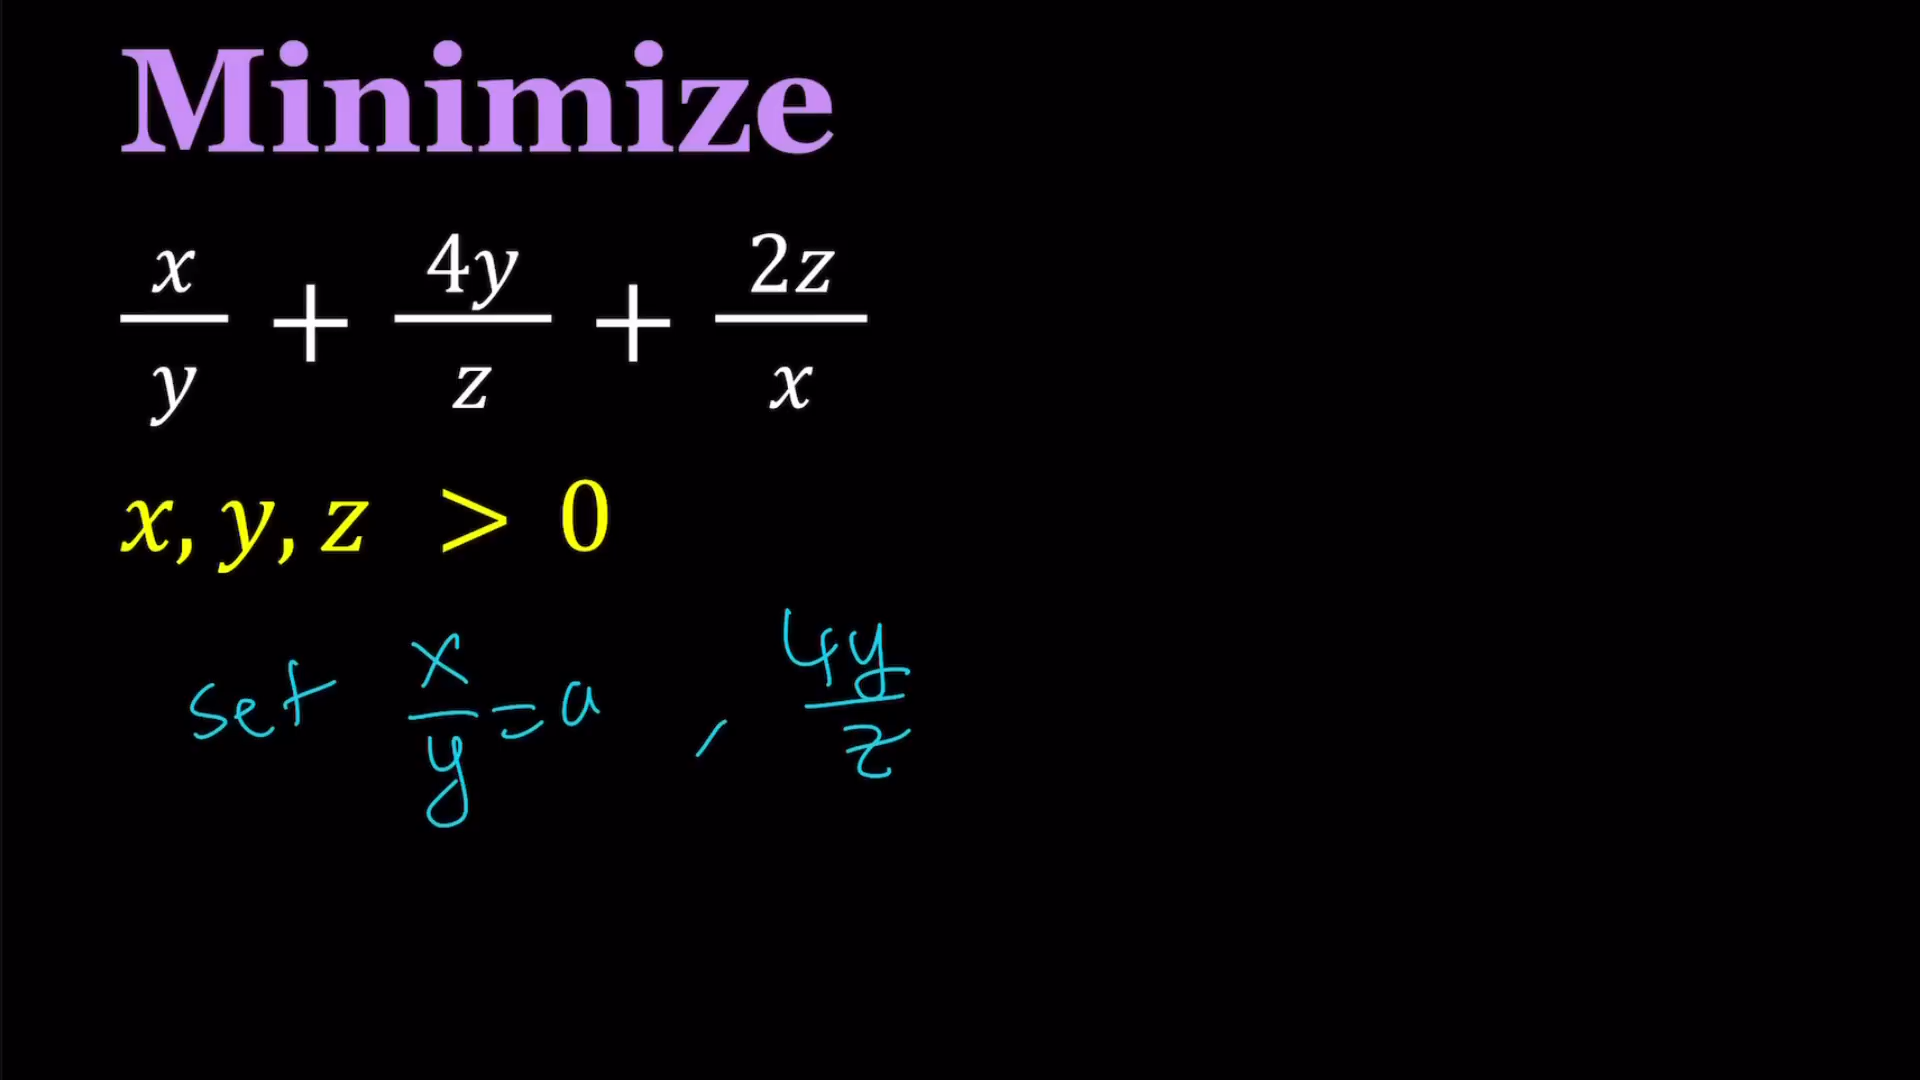 Minimize
x/y + 4y/z + 2z/x
x, y, z > 0
set x/y = a , 4y/z